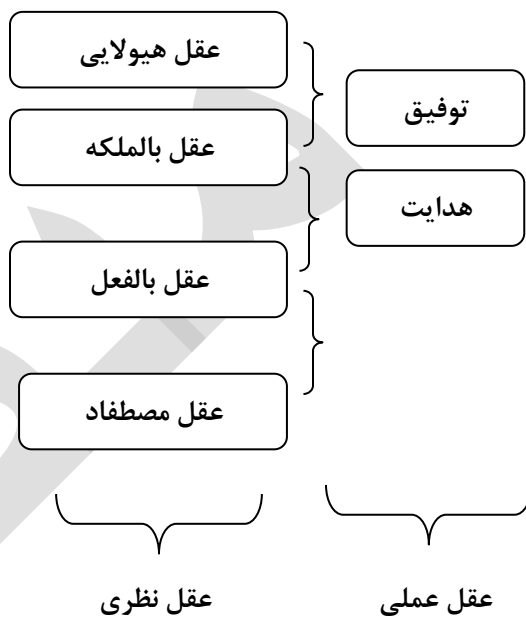 عقل هیولایی
توفیق
عقل بالملکه
هدایت
عقل بالفعل
عقل مصطفاد
عقل عملی
عقل نظری